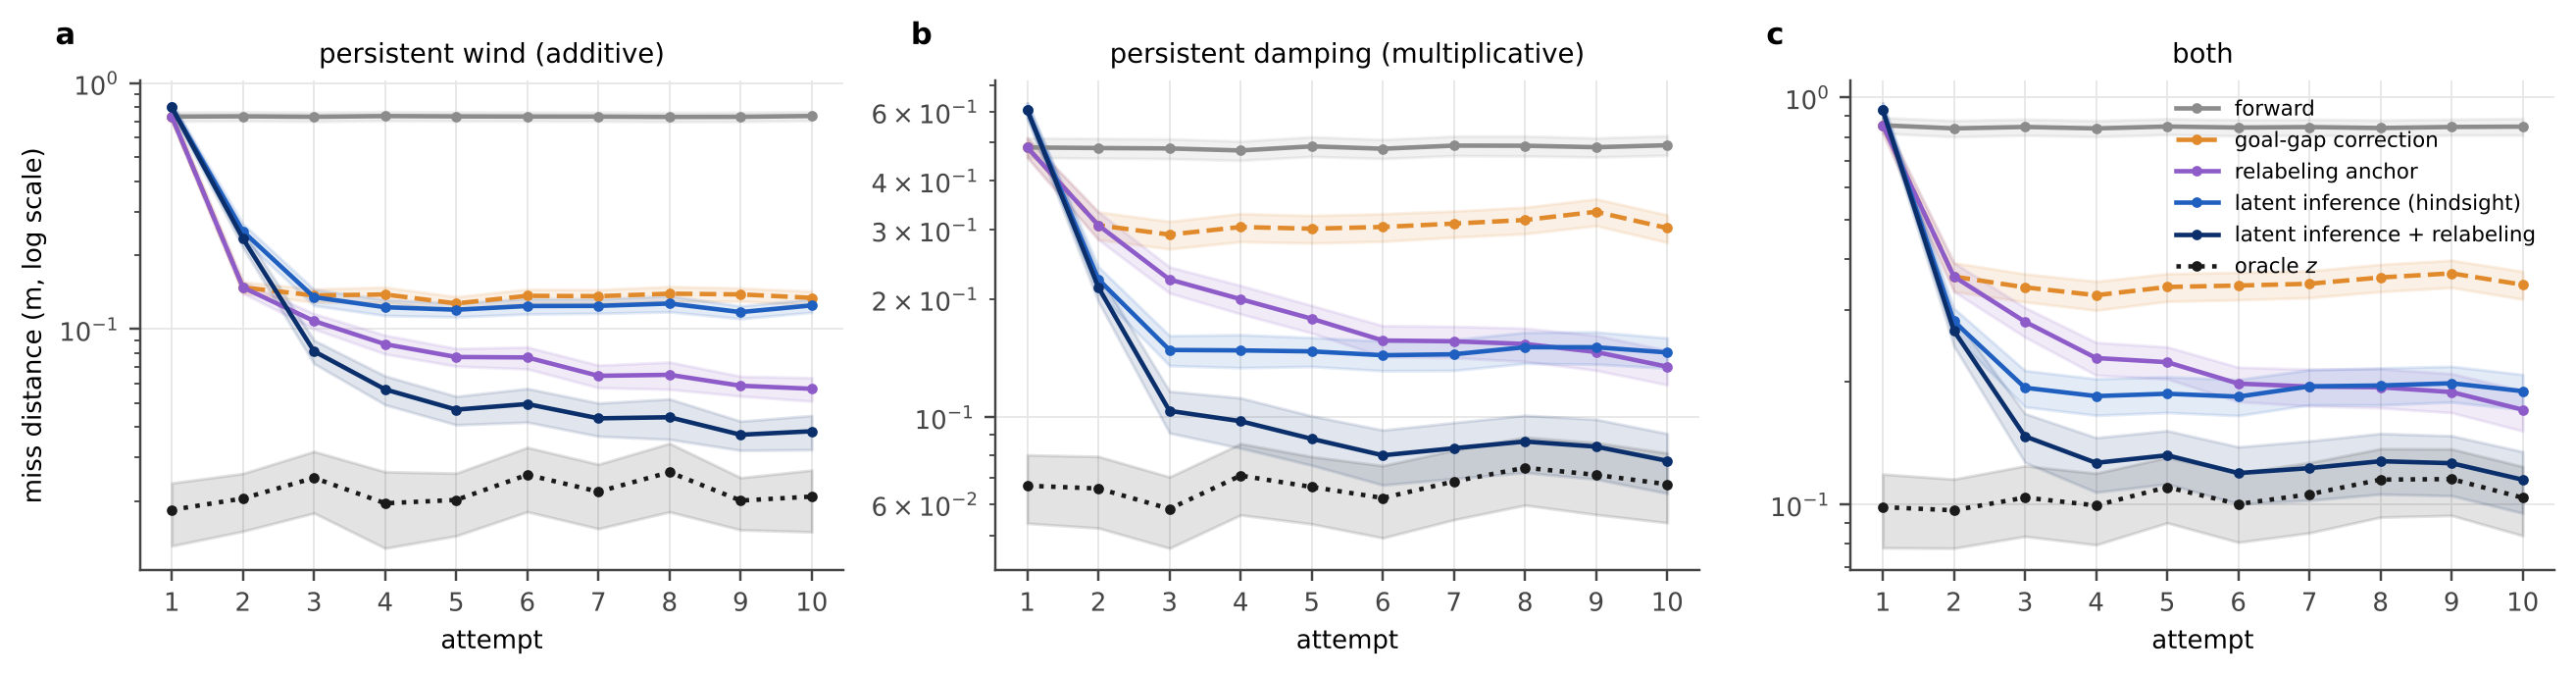 a
persistent wind (additive)
10⁰
10⁻¹
miss distance (m, log scale)
1 2 3 4 5 6 7 8 9 10
attempt
b
persistent damping (multiplicative)
6 × 10⁻¹
4 × 10⁻¹
3 × 10⁻¹
2 × 10⁻¹
10⁻¹
6 × 10⁻²
1 2 3 4 5 6 7 8 9 10
attempt
c
both
10⁰
10⁻¹
forward
goal-gap correction
relabeling anchor
latent inference (hindsight)
latent inference + relabeling
oracle z
1 2 3 4 5 6 7 8 9 10
attempt